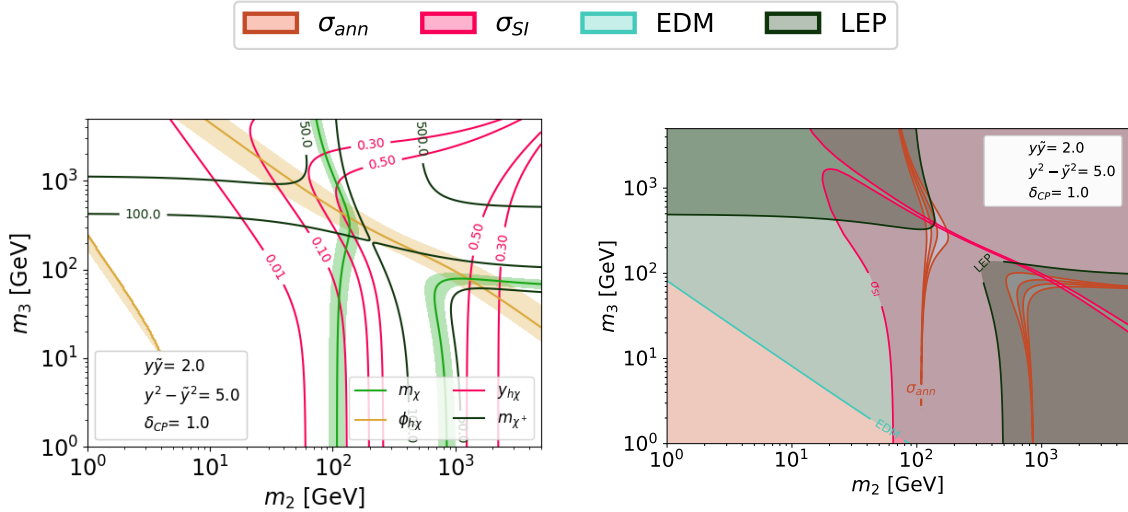 σ_ann σ_SI EDM LEP
m₃ [GeV]
10³
10²
10¹
10⁰
10⁰ 10¹ 10² 10³
m₂ [GeV]
50.0
500.0
0.30
0.50
100.0
0.01
0.10
0.50
0.30
yỹ= 2.0
y² − ỹ²= 5.0
δ_CP= 1.0
m_χ y_hχ
ϕ_hχ m_χ⁺
m₃ [GeV]
10³
10²
10¹
10⁰
10⁰ 10¹ 10² 10³
m₂ [GeV]
yỹ= 2.0
y² − ỹ²= 5.0
δ_CP= 1.0
LEP
σ_SI
σ_ann
EDM